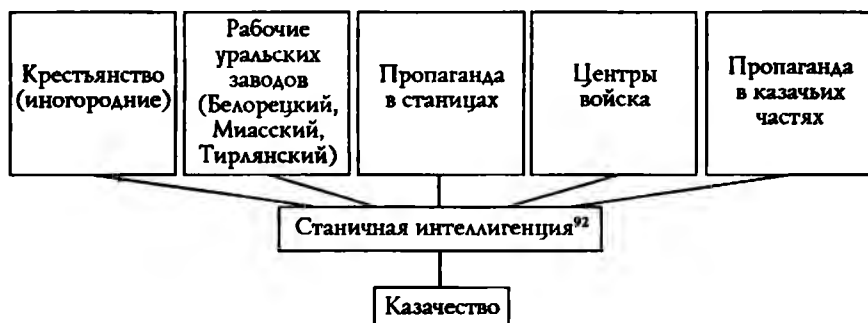 Крестьянство
(иногородние)
Рабочие
уральских
заводов
(Белорецкий,
Миасский,
Тирлянский)
Пропаганда
в станицах
Центры
войска
Пропаганда
в казачьих
частях
Станичная интеллигенция⁹²
Казачество